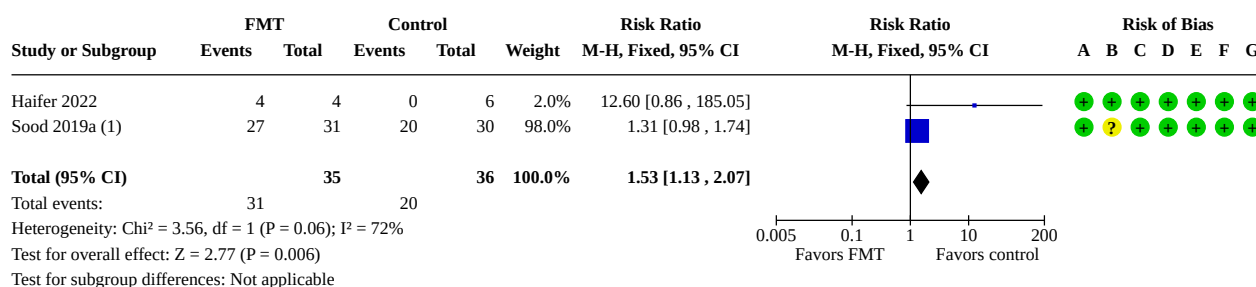 FMT Control Risk Ratio Risk Ratio Risk of Bias
Study or Subgroup Events Total Events Total Weight M-H, Fixed, 95% CI M-H, Fixed, 95% CI A B C D E F G
Haifer 2022 4 4 0 6 2.0% 12.60 [0.86 , 185.05] + + + + + + +
Sood 2019a (1) 27 31 20 30 98.0% 1.31 [0.98 , 1.74] + ? + + + + +
Total (95% CI) 35 36 100.0% 1.53 [1.13 , 2.07]
Total events: 31 20
Heterogeneity: Chi² = 3.56, df = 1 (P = 0.06); I² = 72%
0.005 0.1 1 10 200
Test for overall effect: Z = 2.77 (P = 0.006) Favors FMT Favors control
Test for subgroup differences: Not applicable